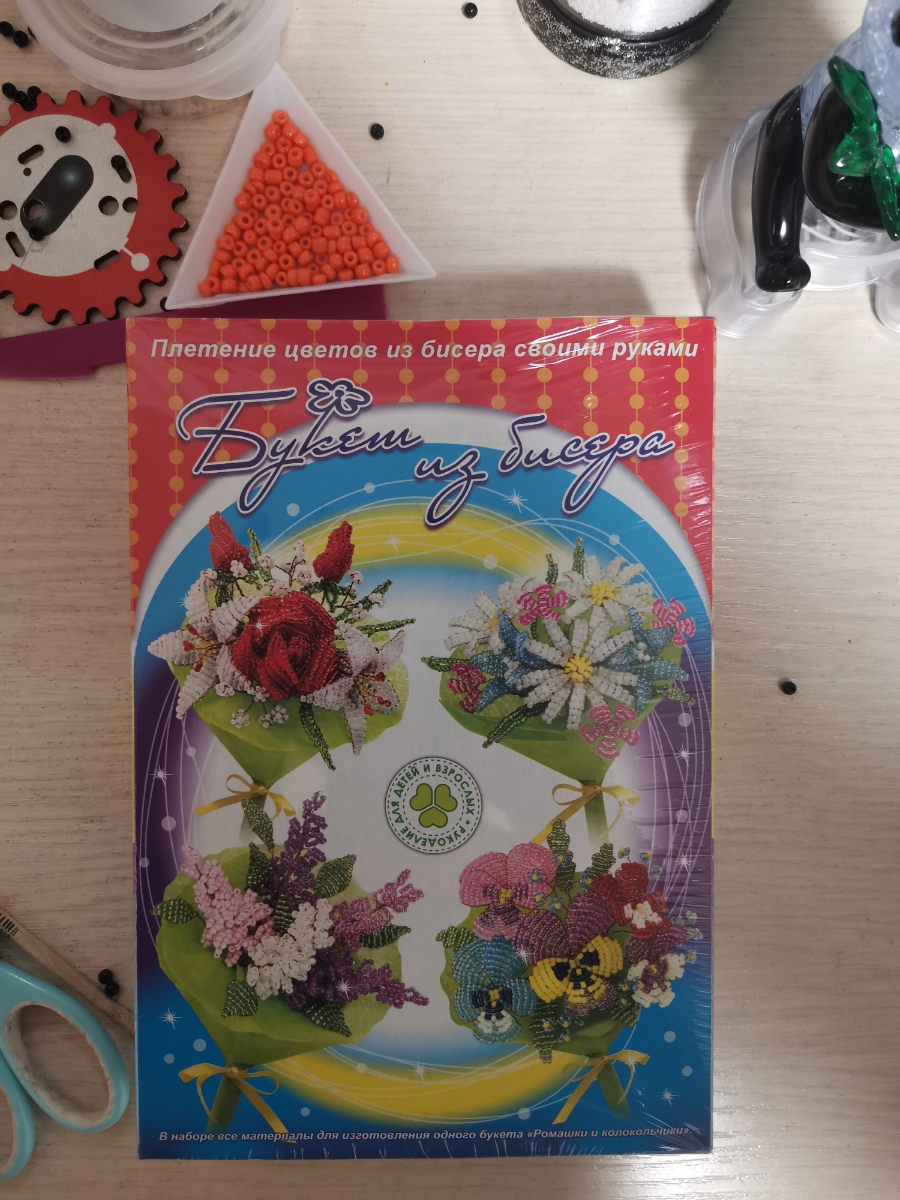 Плетение цветов из бисера своими руками
Букет из бисера
ДЛЯ ДЕТЕЙ И ВЗРОСЛЫХ • РУКОДЕЛИЕ
В наборе все материалы для изготовления одного букета «Ромашки и колокольчики».